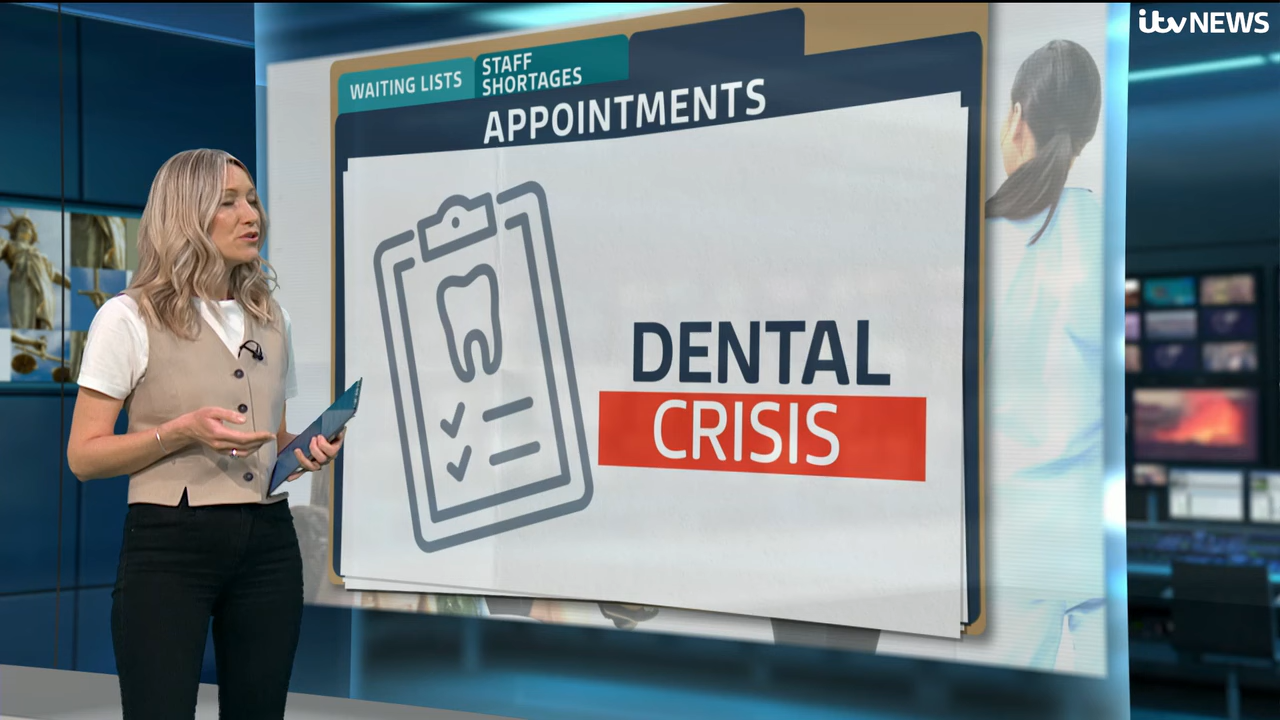 itv NEWS
WAITING LISTS
STAFF
SHORTAGES
APPOINTMENTS
DENTAL
CRISIS